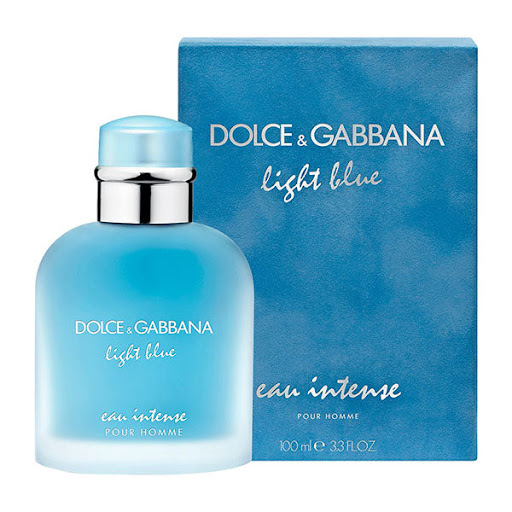 DOLCE & GABBANA
light blue
eau intense
POUR HOMME
100 ml ℮ 3.3 FL.OZ.
DOLCE & GABBANA
light blue
eau intense
POUR HOMME